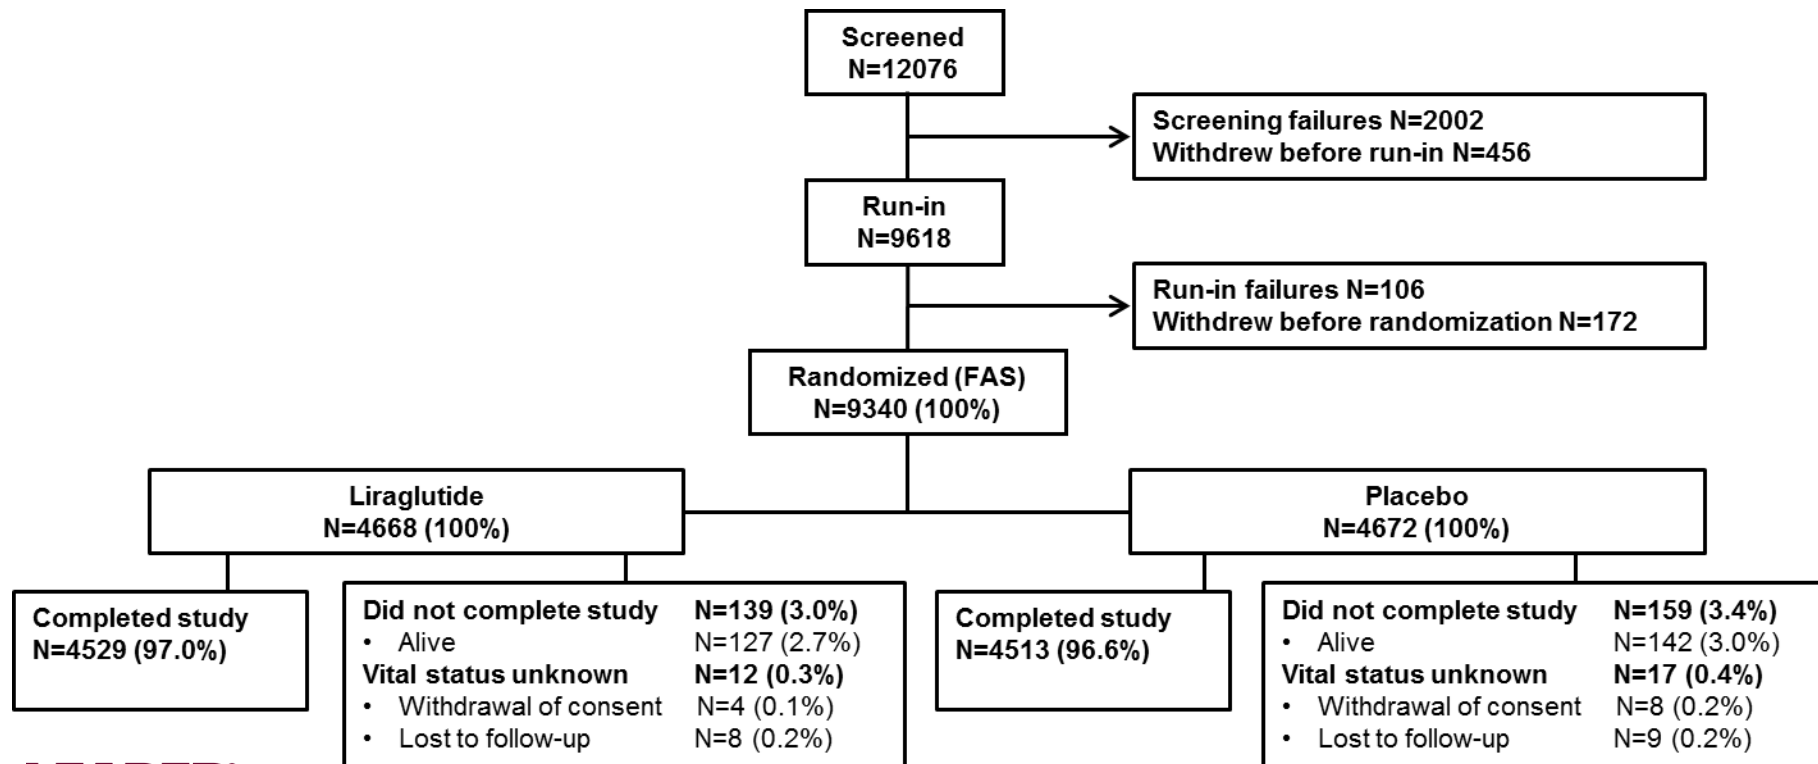 Screened
N=12076
Screening failures N=2002
Withdrew before run-in N=456
Run-in
N=9618
Run-in failures N=106
Withdrew before randomization N=172
Randomized (FAS)
N=9340 (100%)
Liraglutide
N=4668 (100%)
Placebo
N=4672 (100%)
Completed study
N=4529 (97.0%)
Did not complete study N=139 (3.0%)
• Alive N=127 (2.7%)
Vital status unknown N=12 (0.3%)
• Withdrawal of consent N=4 (0.1%)
• Lost to follow-up N=8 (0.2%)
Completed study
N=4513 (96.6%)
Did not complete study N=159 (3.4%)
• Alive N=142 (3.0%)
Vital status unknown N=17 (0.4%)
• Withdrawal of consent N=8 (0.2%)
• Lost to follow-up N=9 (0.2%)